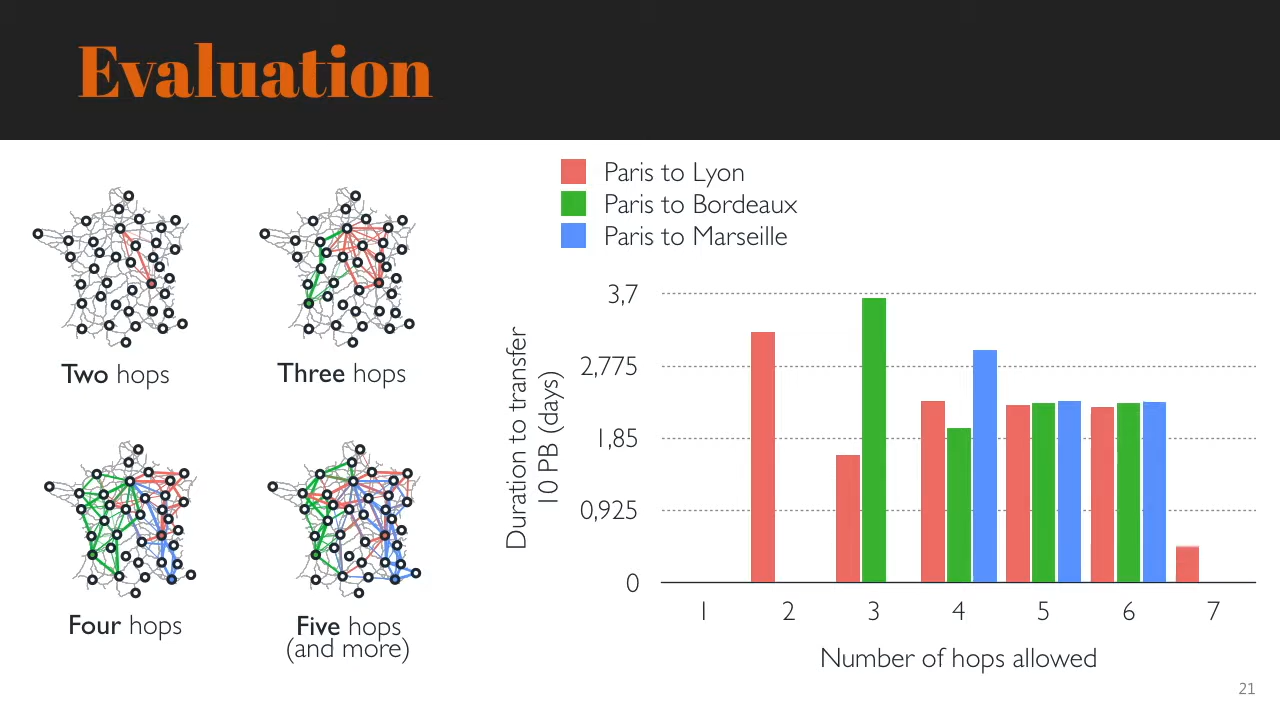 Evaluation
Two hops
Three hops
Four hops
Five hops
(and more)
Paris to Lyon
Paris to Bordeaux
Paris to Marseille
Duration to transfer
10 PB (days)
3,7
2,775
1,85
0,925
0
1 2 3 4 5 6 7
Number of hops allowed
21